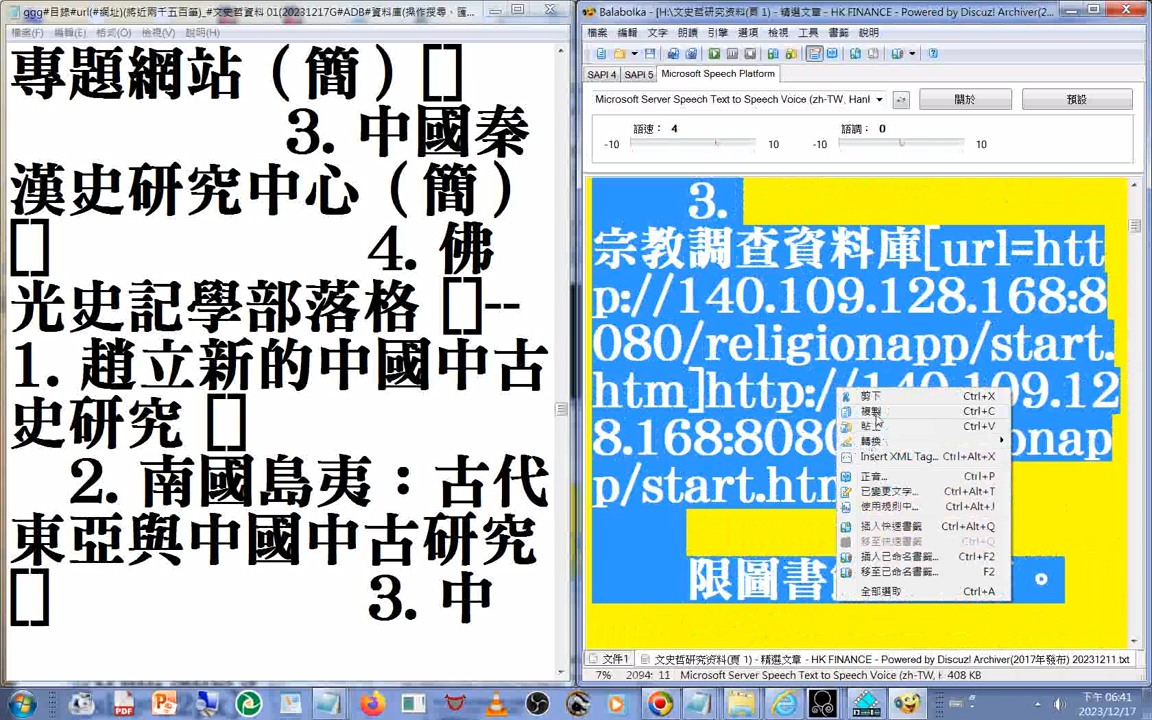 ggg#目錄#url(#網址)(將近兩千五百筆)_#文史哲資料 01(20231217G#ADB#資料庫(操作搜尋、匯...
檔案(F) 編輯(E) 格式(O) 檢視(V) 說明(H)
專題網站（簡）[]
3. 中國秦
漢史研究中心（簡）
[] 4. 佛
光史記學部落格 []--
1. 趙立新的中國中古
史研究 []
2. 南國島夷：古代
東亞與中國中古研究
[] 3. 中
Balabolka - [H:\文史哲研究资料(頁 1) - 精選文章 - HK FINANCE - Powered by Discuz! Archiver(2...
檔案 編輯 文字 朗讀 引擎 選項 檢視 工具 書籤 說明
SAPI 4 SAPI 5 Microsoft Speech Platform
Microsoft Server Speech Text to Speech Voice (zh-TW, HanI 關於 預設
語速： 4 語調： 0
-10 10 -10 10
3.
宗教調查資料庫[url=htt
p://140.109.128.168:8
080/religionapp/start.
htm]http://140.109.12
8.168:8080 ionap
p/start.htm
限圖書 。
剪下 Ctrl+X
複製 Ctrl+C
貼上 Ctrl+V
轉換
Insert XML Tag... Ctrl+Alt+X
正音... Ctrl+P
已變更文字... Ctrl+Alt+T
使用規則中... Ctrl+Alt+J
插入快速書籤 Ctrl+Alt+Q
移至快速書籤 Ctrl+Q
插入已命名書籤... Ctrl+F2
移至已命名書籤... F2
全部選取 Ctrl+A
文件1 文史哲研究资料(頁 1) - 精選文章 - HK FINANCE - Powered by Discuz! Archiver(2017年發布) 20231211.txt
7% 2094: 11 Microsoft Server Speech Text to Speech Voice (zh-TW, H 408 KB
下午 06:41
2023/12/17